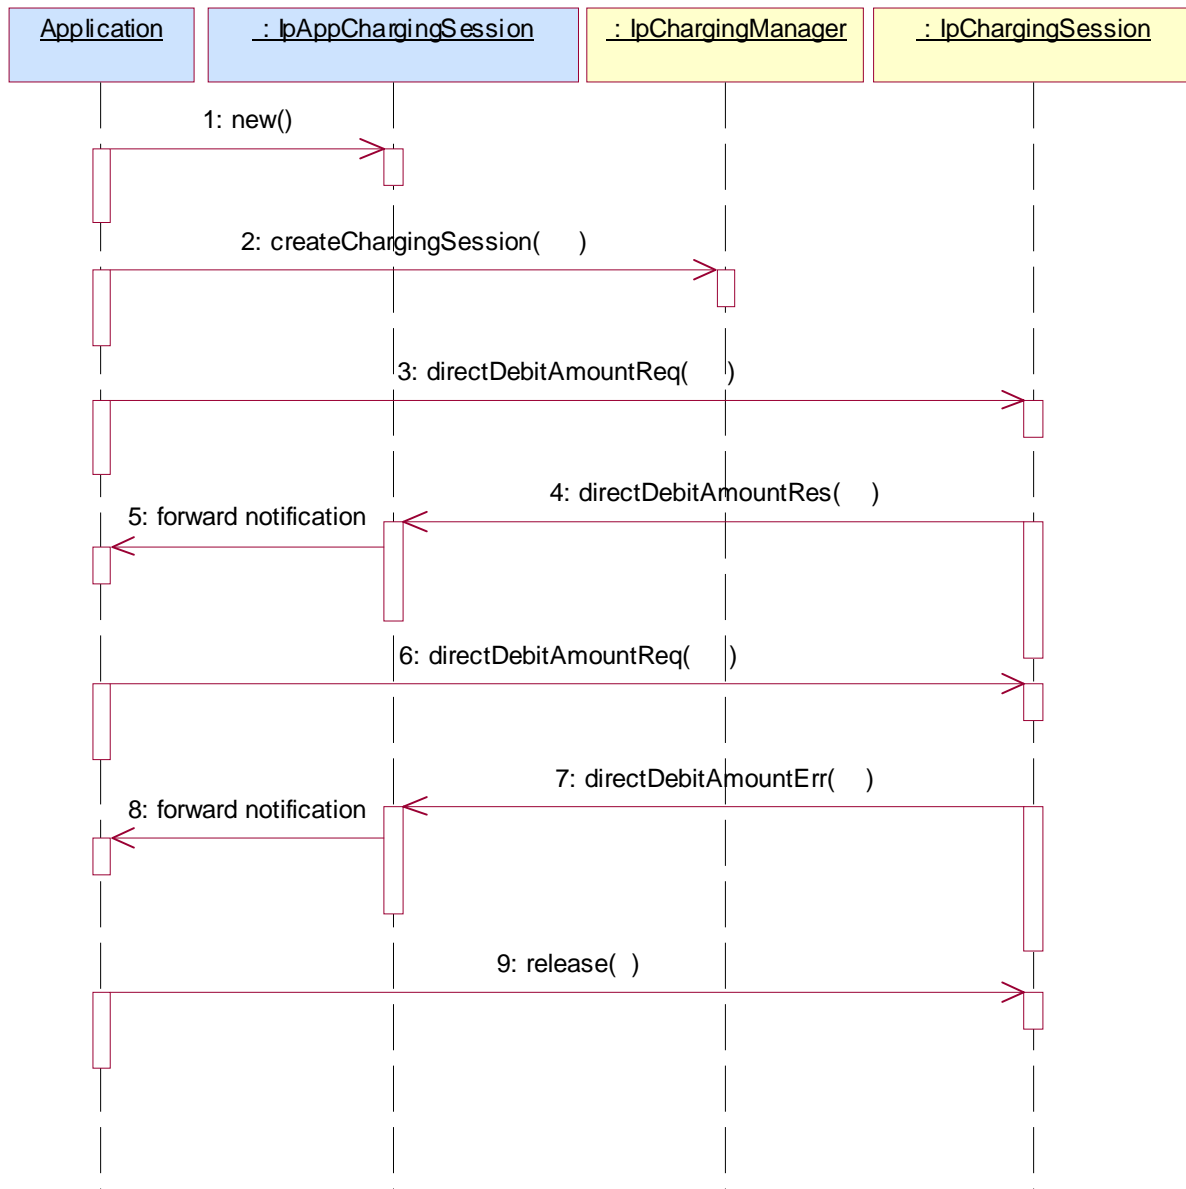 Application
: IpAppChargingSession
: IpChargingManager
: IpChargingSession
1: new()
2: createChargingSession( )
3: directDebitAmountReq( )
4: directDebitAmountRes( )
5: forward notification
6: directDebitAmountReq( )
7: directDebitAmountErr( )
8: forward notification
9: release( )